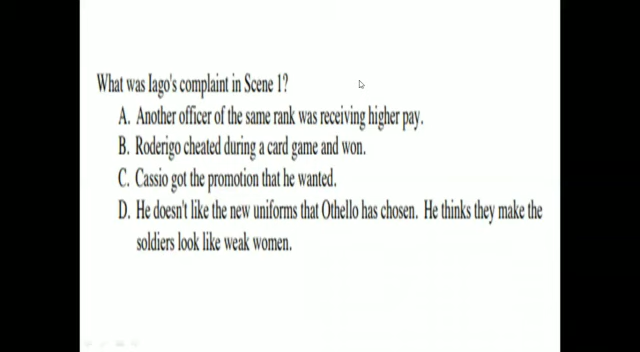 What was Iago's complaint in Scene 1?
A. Another officer of the same rank was receiving higher pay.
B. Roderigo cheated during a card game and won.
C. Cassio got the promotion that he wanted.
D. He doesn't like the new uniforms that Othello has chosen. He thinks they make the
soldiers look like weak women.